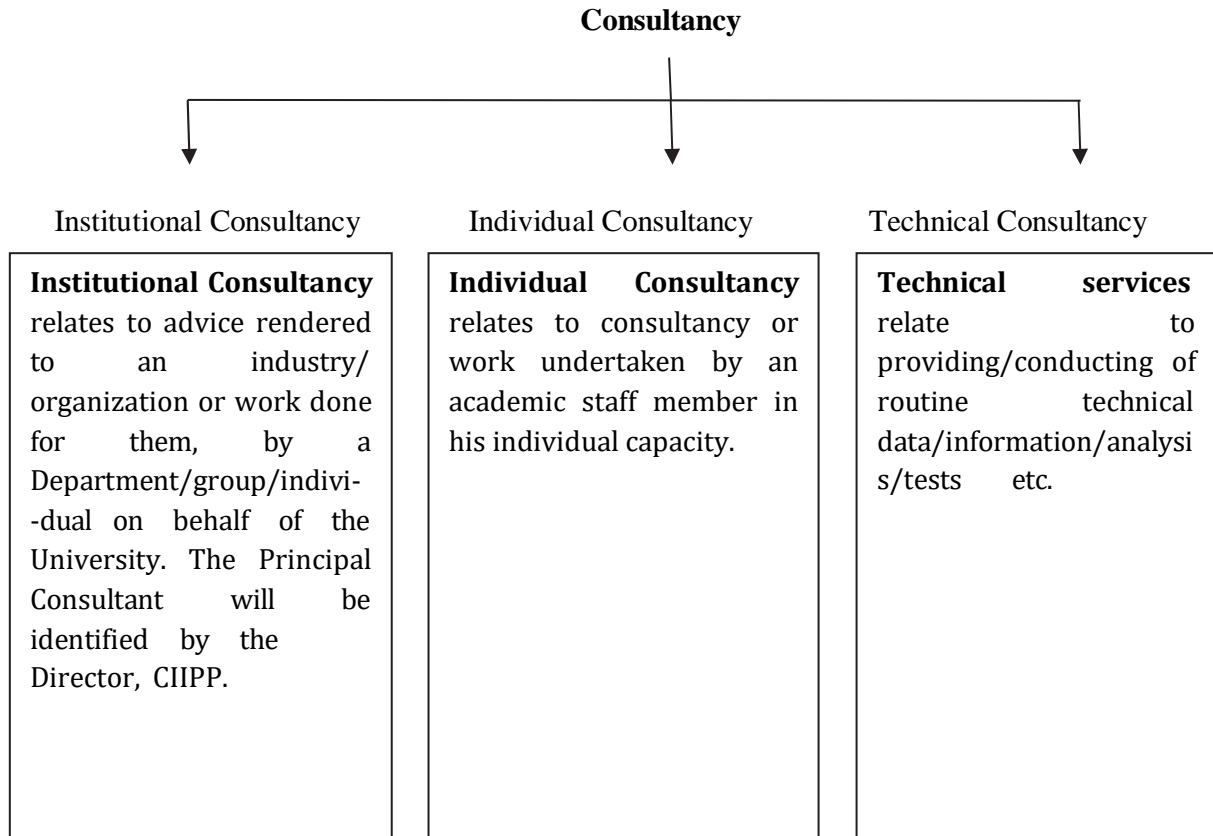 Consultancy
Institutional Consultancy
Individual Consultancy
Technical Consultancy
Institutional Consultancy
relates to advice rendered
to an industry/
organization or work done
for them, by a
Department/group/indivi-
-dual on behalf of the
University. The Principal
Consultant will be
identified by the
Director, CIIPP.
Individual Consultancy
relates to consultancy or
work undertaken by an
academic staff member in
his individual capacity.
Technical services
relate to
providing/conducting of
routine technical
data/information/analysi
s/tests etc.